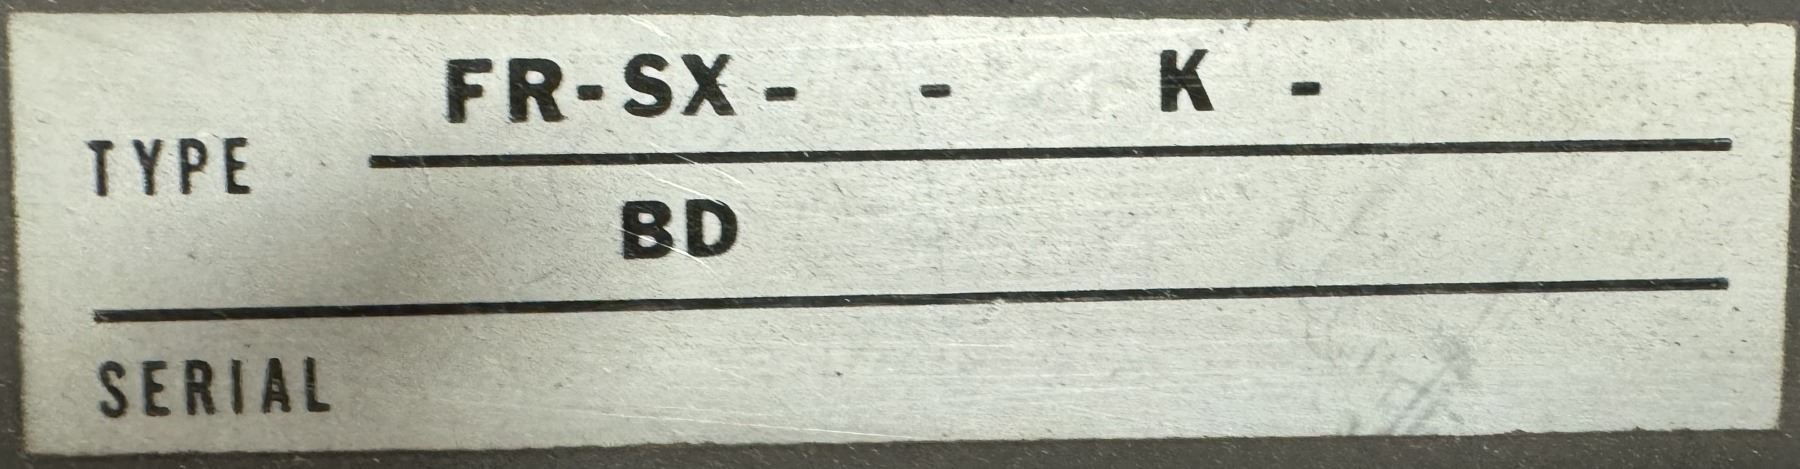 FR-SX- - K -
TYPE
BD
SERIAL